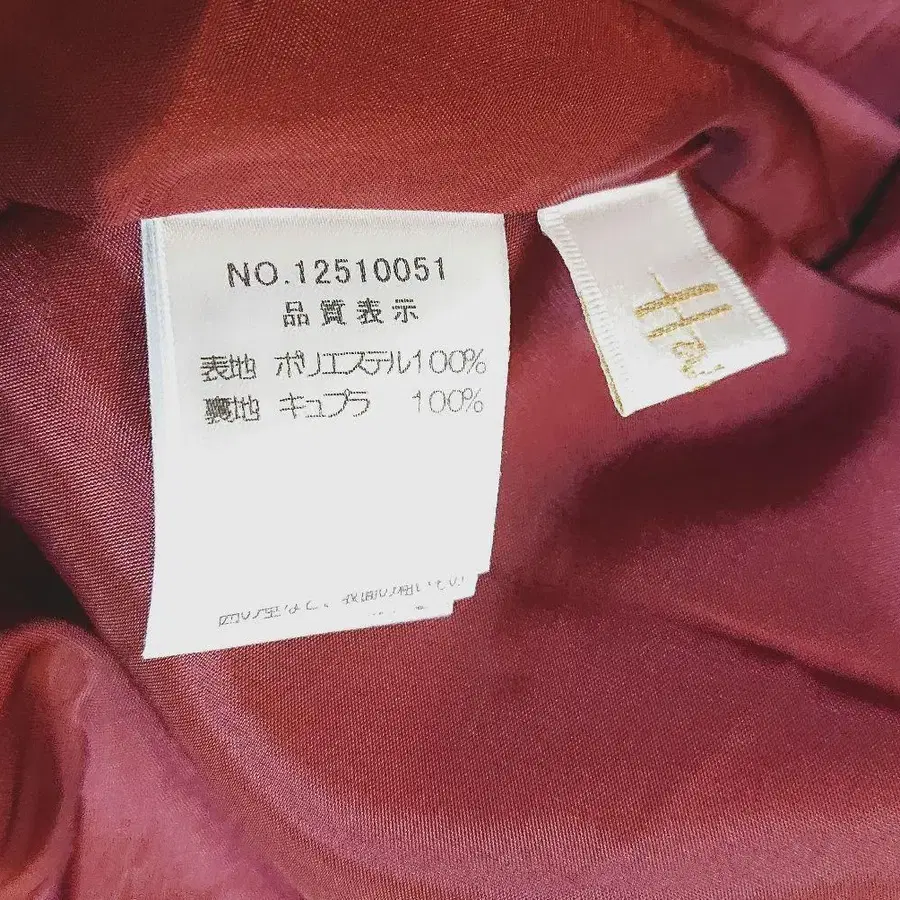 NO.12510051
品質表示
表地 ポリエステル100%
裏地 キュプラ 100%